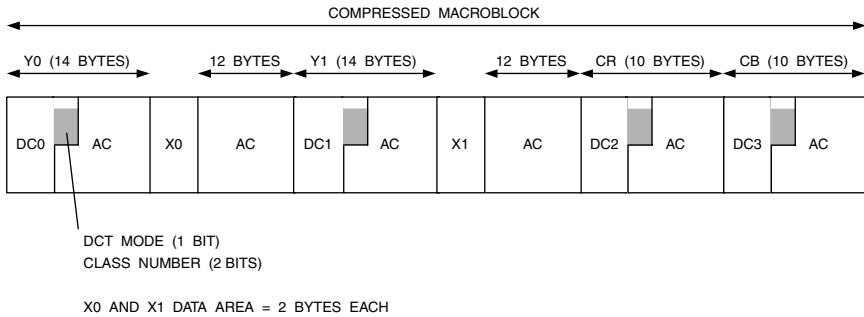 COMPRESSED MACROBLOCK
Y0 (14 BYTES) 12 BYTES Y1 (14 BYTES) 12 BYTES CR (10 BYTES) CB (10 BYTES)
DC0 AC X0 AC DC1 AC X1 AC DC2 AC DC3 AC
DCT MODE (1 BIT)
CLASS NUMBER (2 BITS)
X0 AND X1 DATA AREA = 2 BYTES EACH